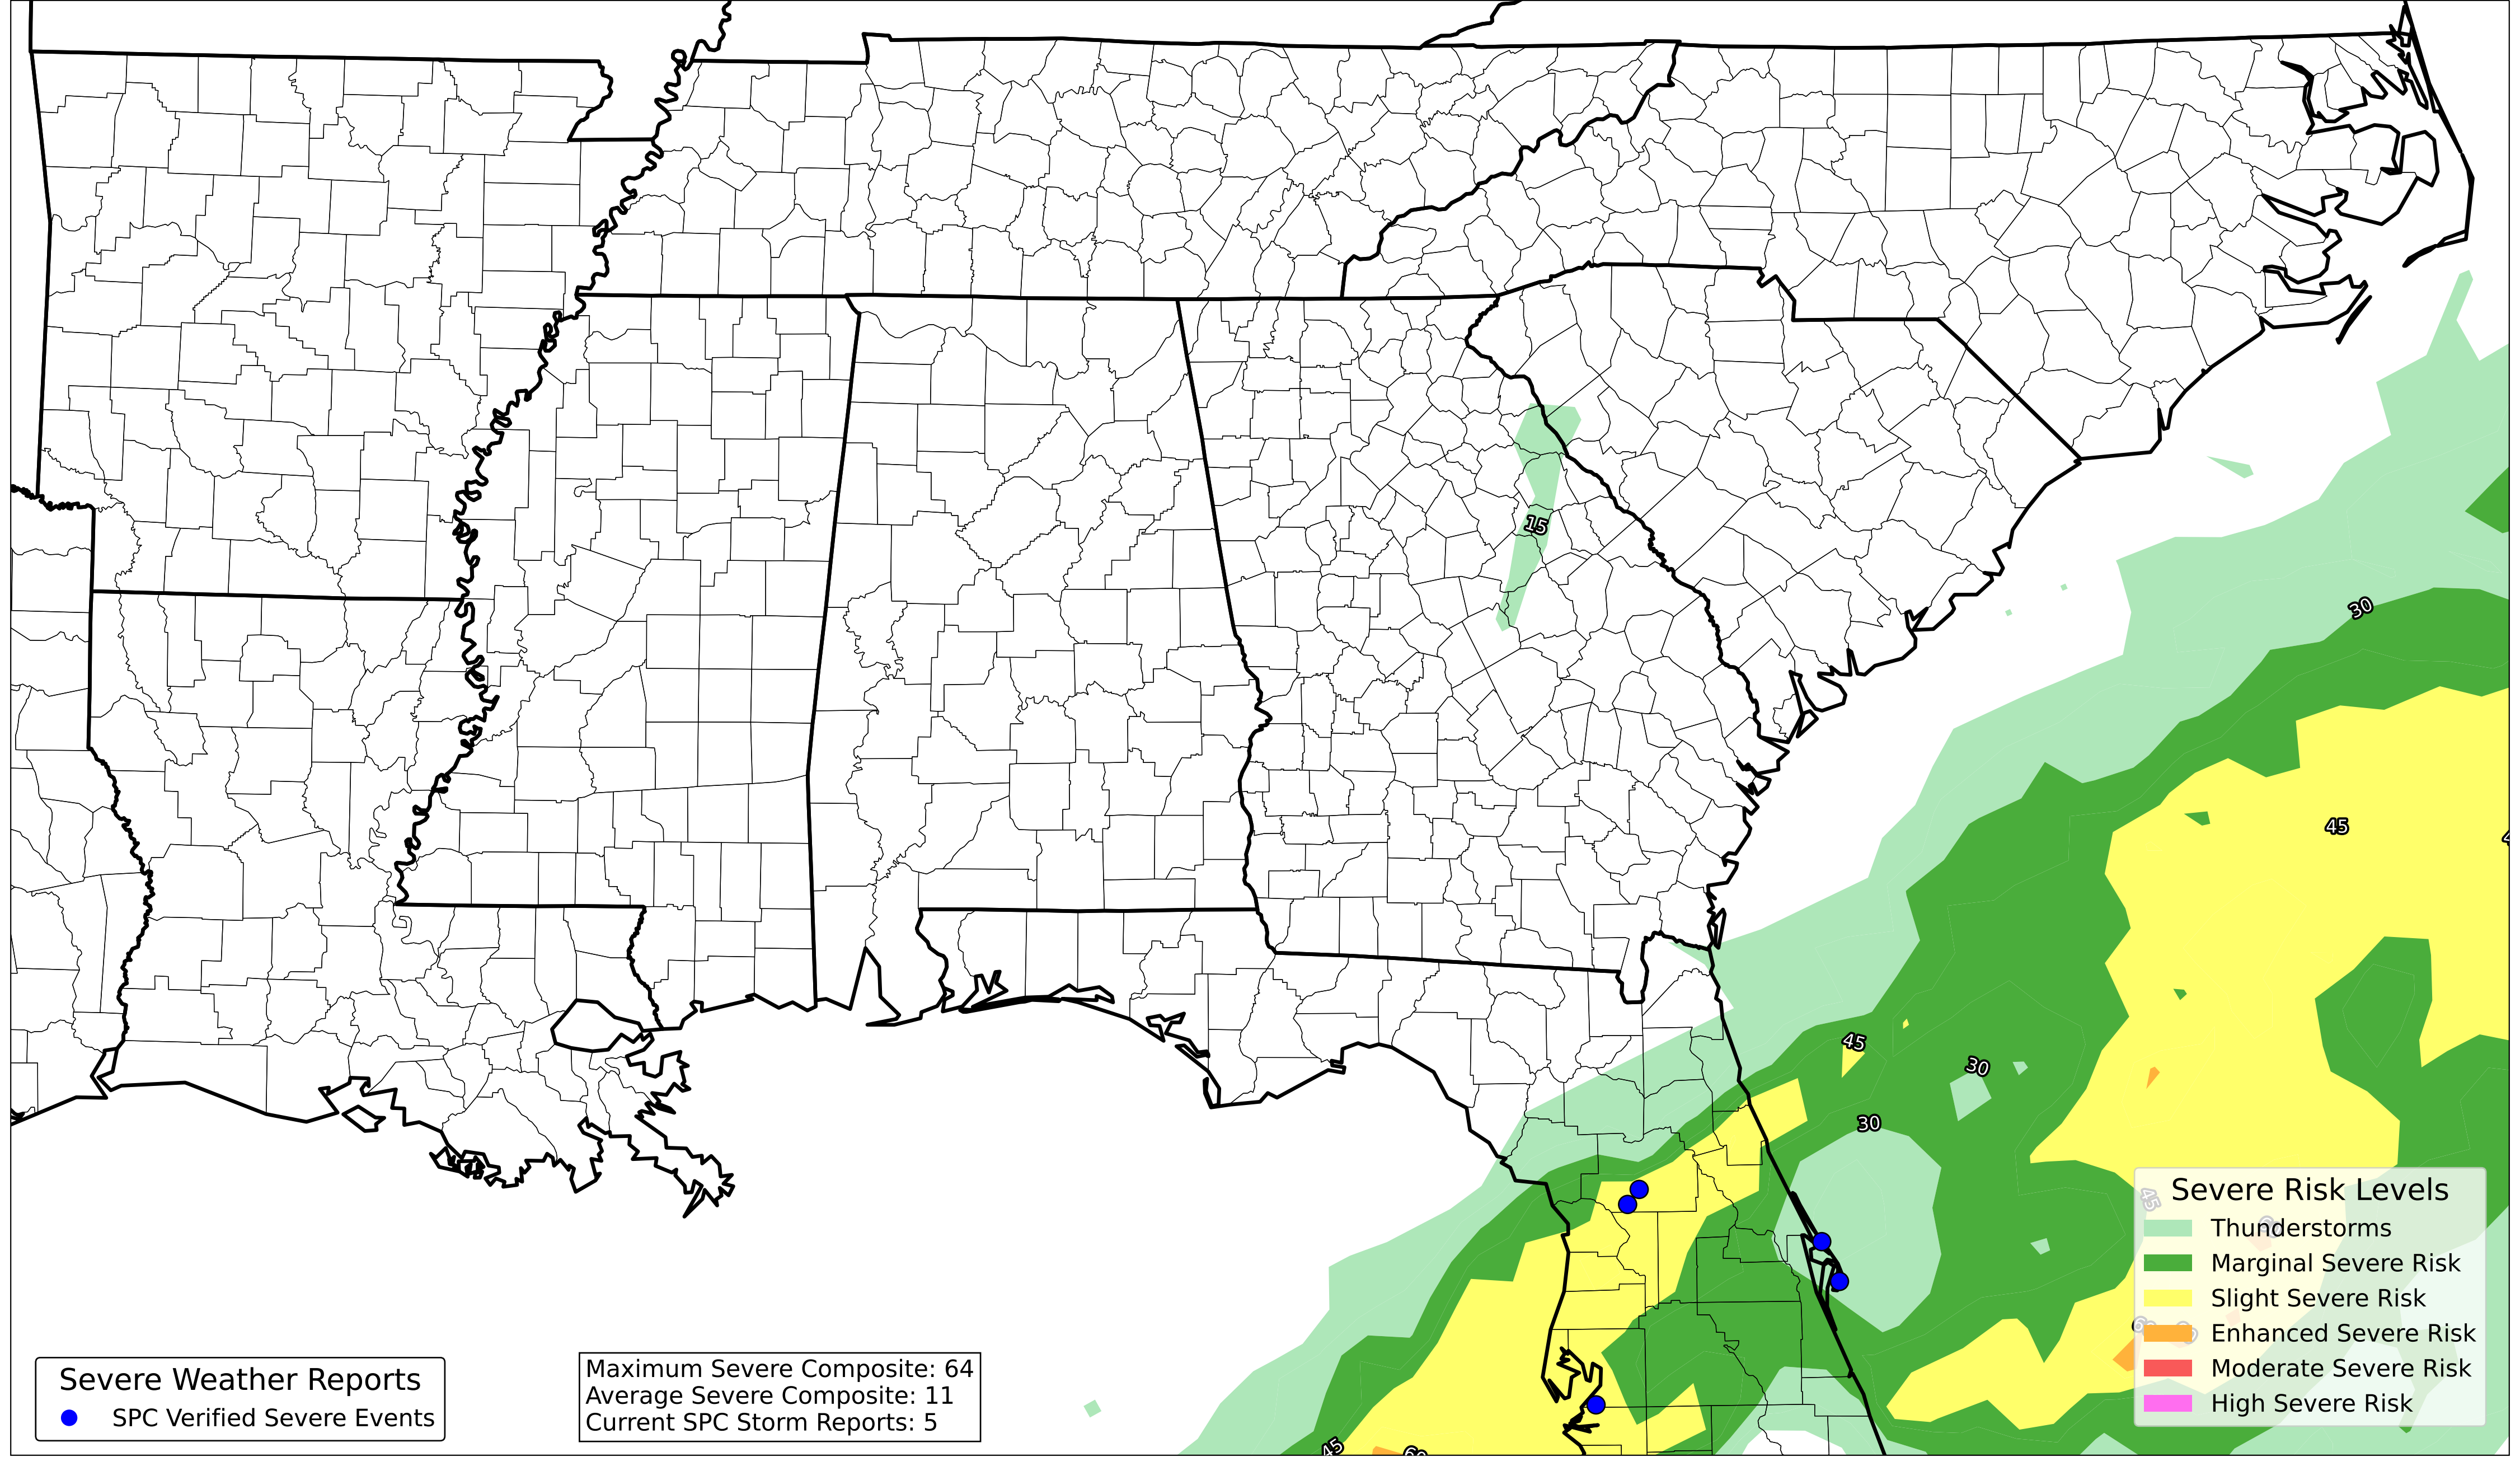 15
30
45
45
30
30
Severe Risk Levels
Thunderstorms
Marginal Severe Risk
Slight Severe Risk
Enhanced Severe Risk
Moderate Severe Risk
High Severe Risk
45
Severe Weather Reports
SPC Verified Severe Events
Maximum Severe Composite: 64
Average Severe Composite: 11
Current SPC Storm Reports: 5
45